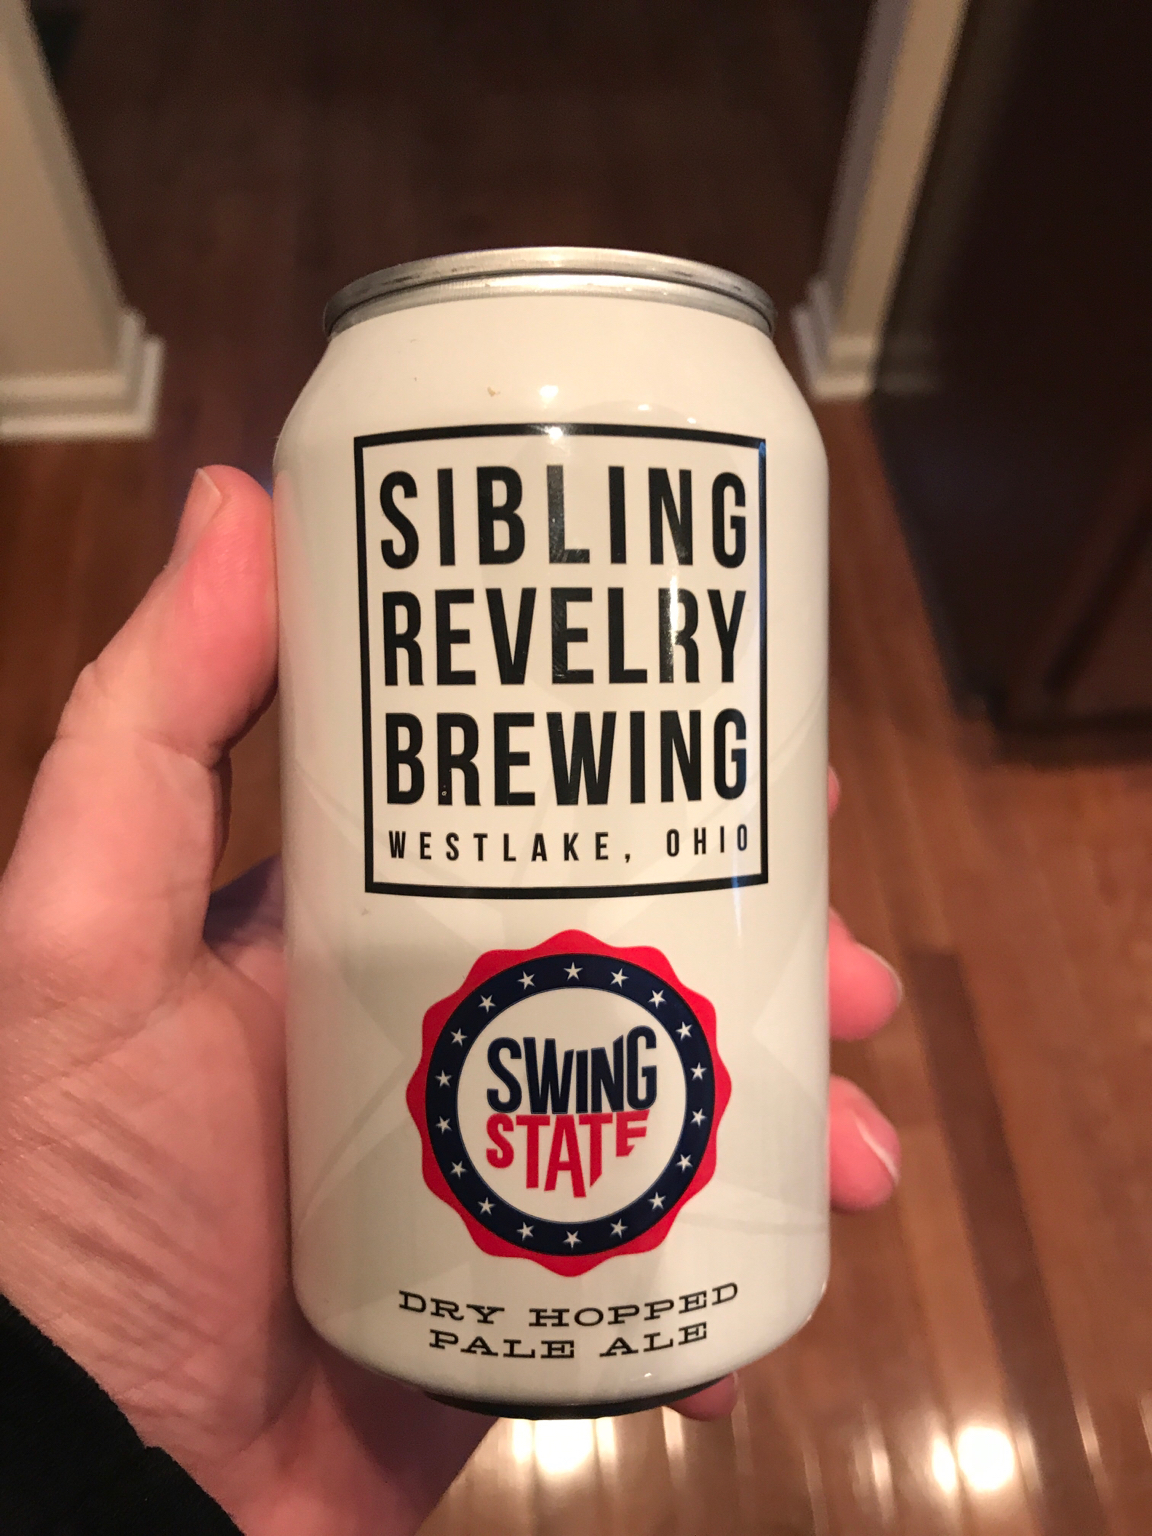 SIBLING
REVELRY
BREWING
WESTLAKE, OHIO
SWING
STATE
DRY HOPPED
PALE ALE